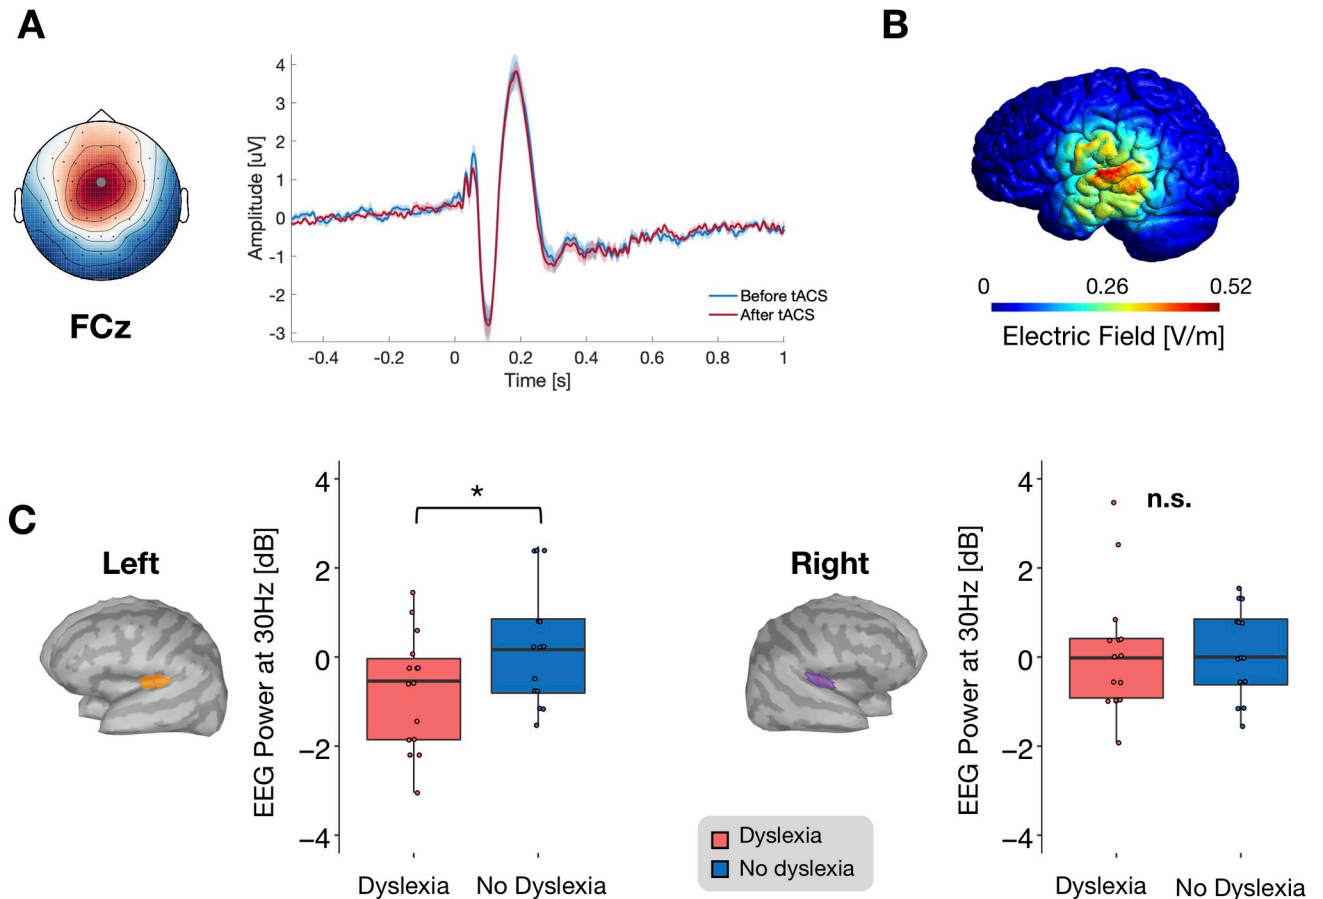 A
B
FCz
Amplitude [uV]
4
3
2
1
0
-1
-2
-3
-0.4
-0.2
0
0.2
0.4
0.6
0.8
1
Time [s]
Before tACS
After tACS
0
0.26
0.52
Electric Field [V/m]
C
Left
EEG Power at 30Hz [dB]
4
2
0
−2
−4
*
Dyslexia
No Dyslexia
Right
EEG Power at 30Hz [dB]
4
2
0
−2
−4
n.s.
Dyslexia
No Dyslexia
Dyslexia
No dyslexia